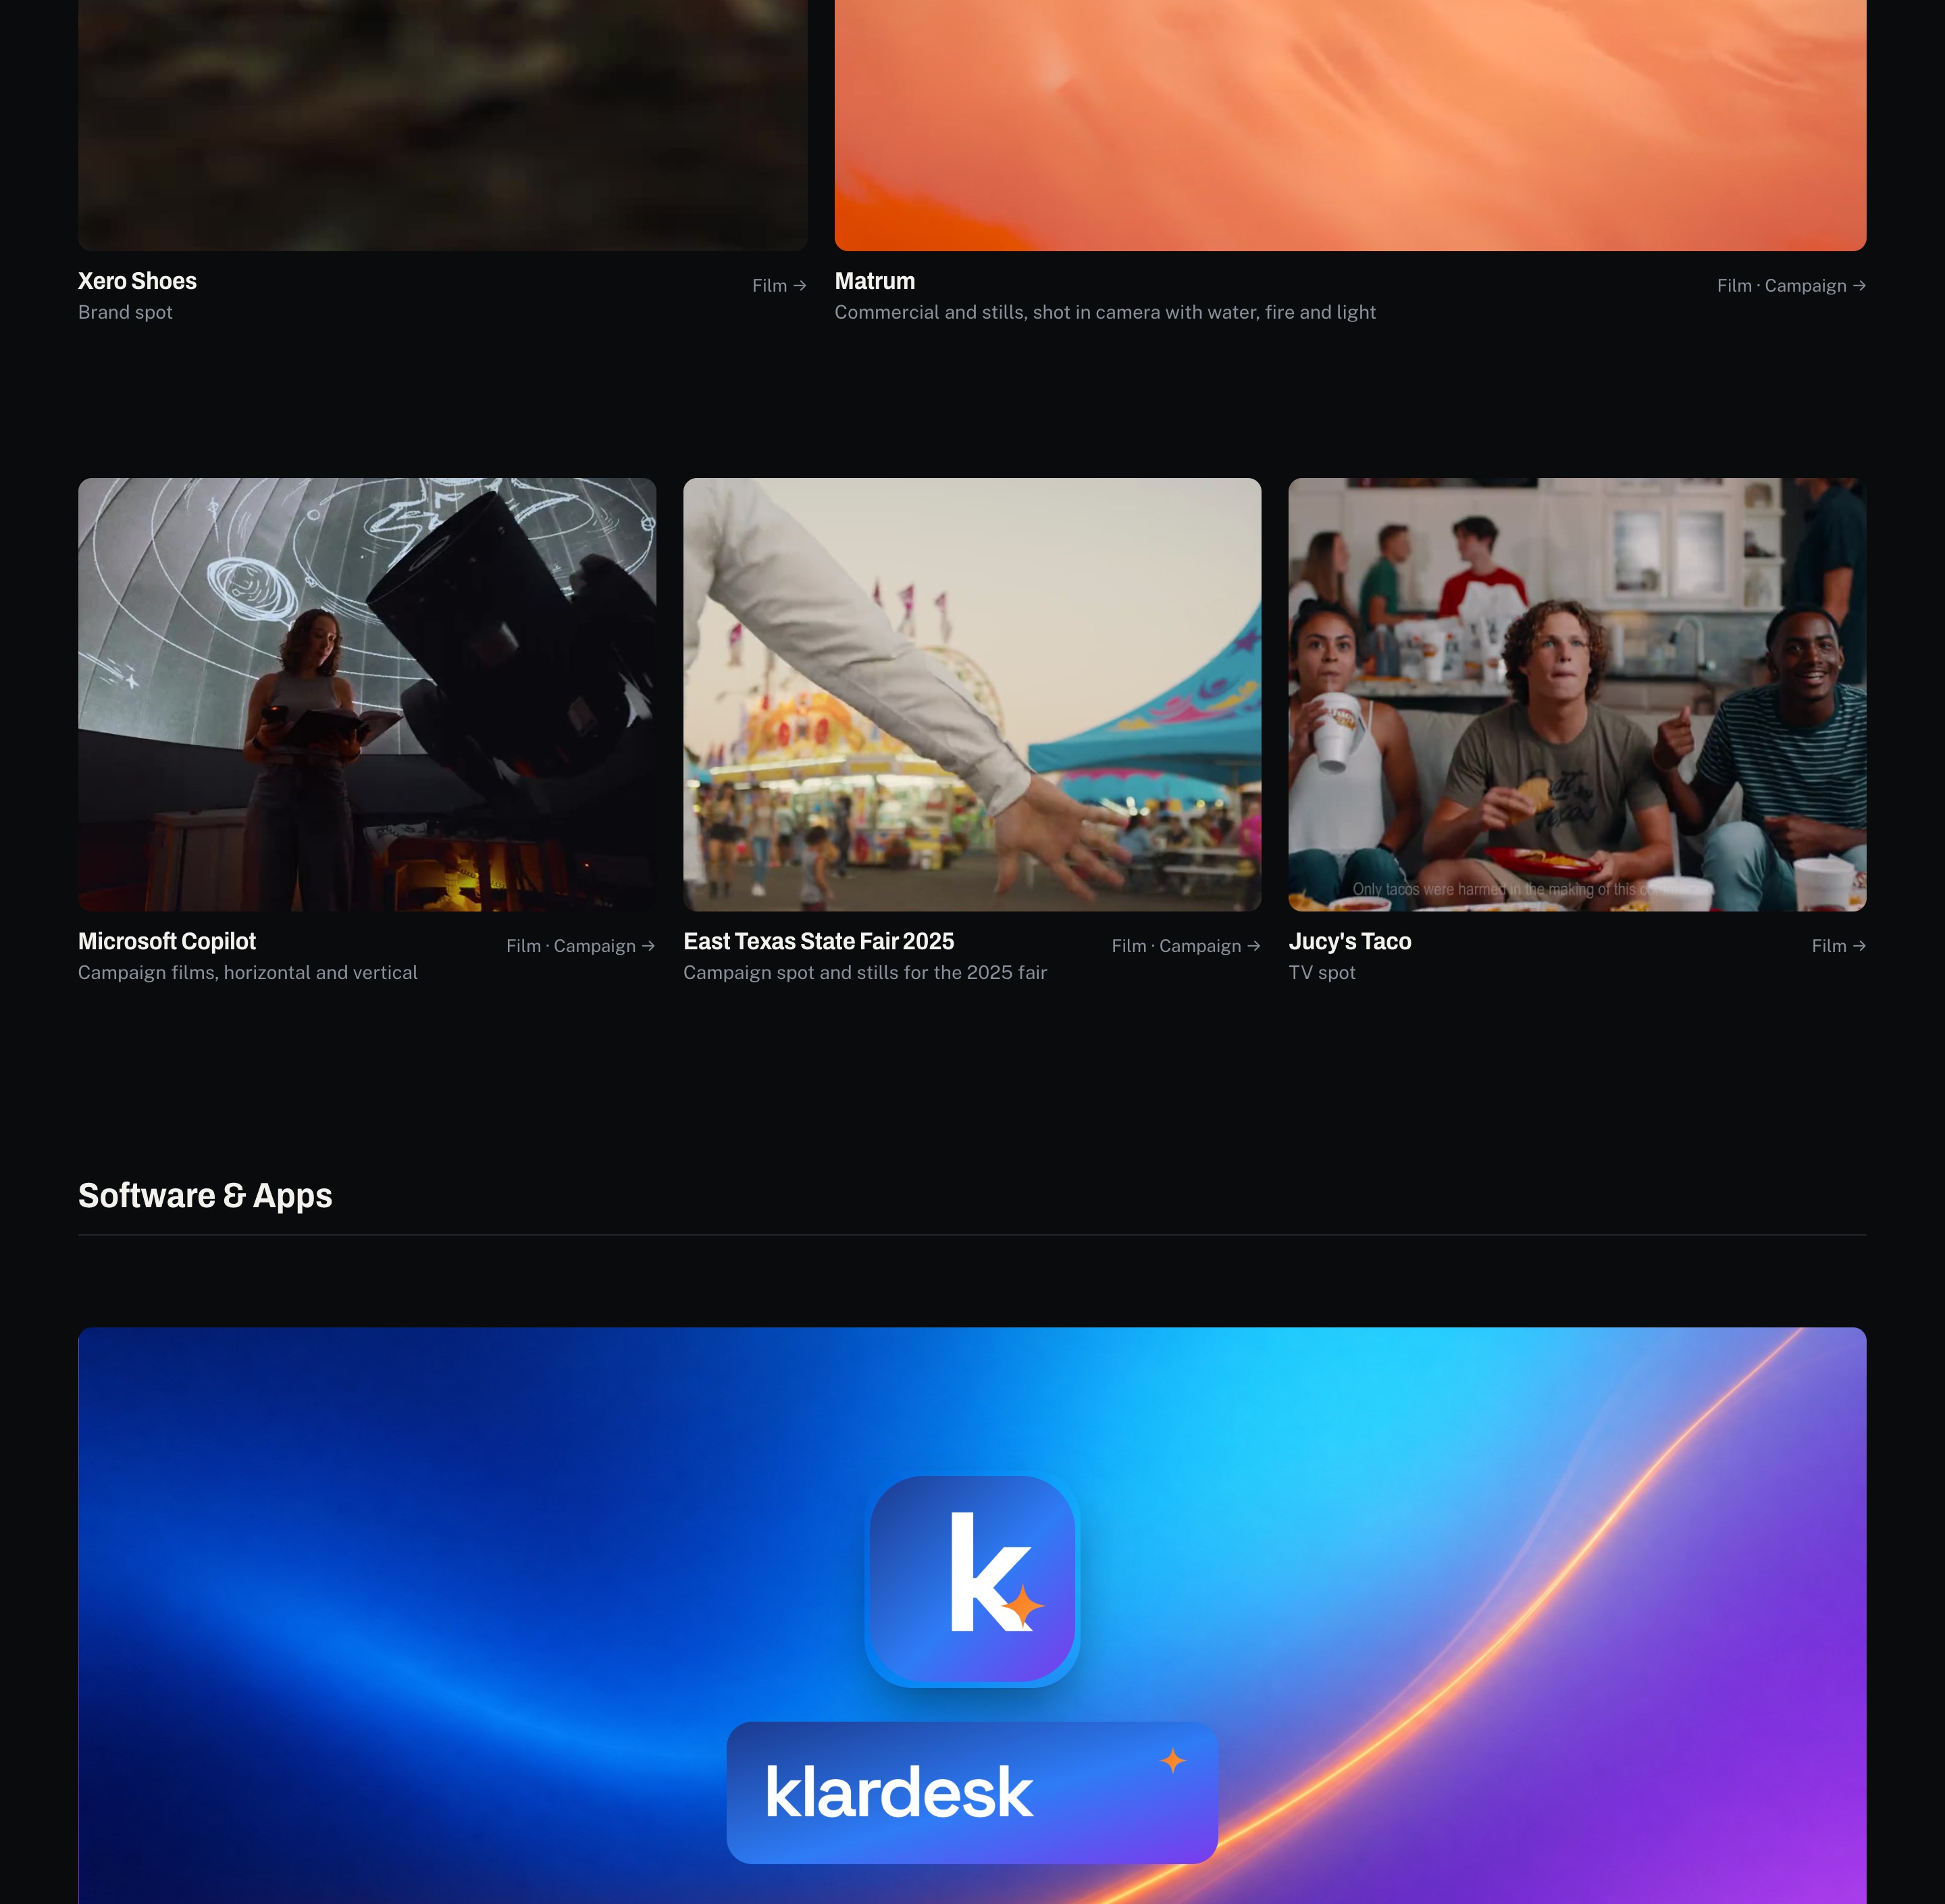 Xero Shoes
Film →
Brand spot
Matrum
Film · Campaign →
Commercial and stills, shot in camera with water, fire and light
Only tacos were harmed in the making of this
Microsoft Copilot
Film · Campaign →
Campaign films, horizontal and vertical
East Texas State Fair 2025
Film · Campaign →
Campaign spot and stills for the 2025 fair
Jucy's Taco
Film →
TV spot
Software & Apps
k
klardesk